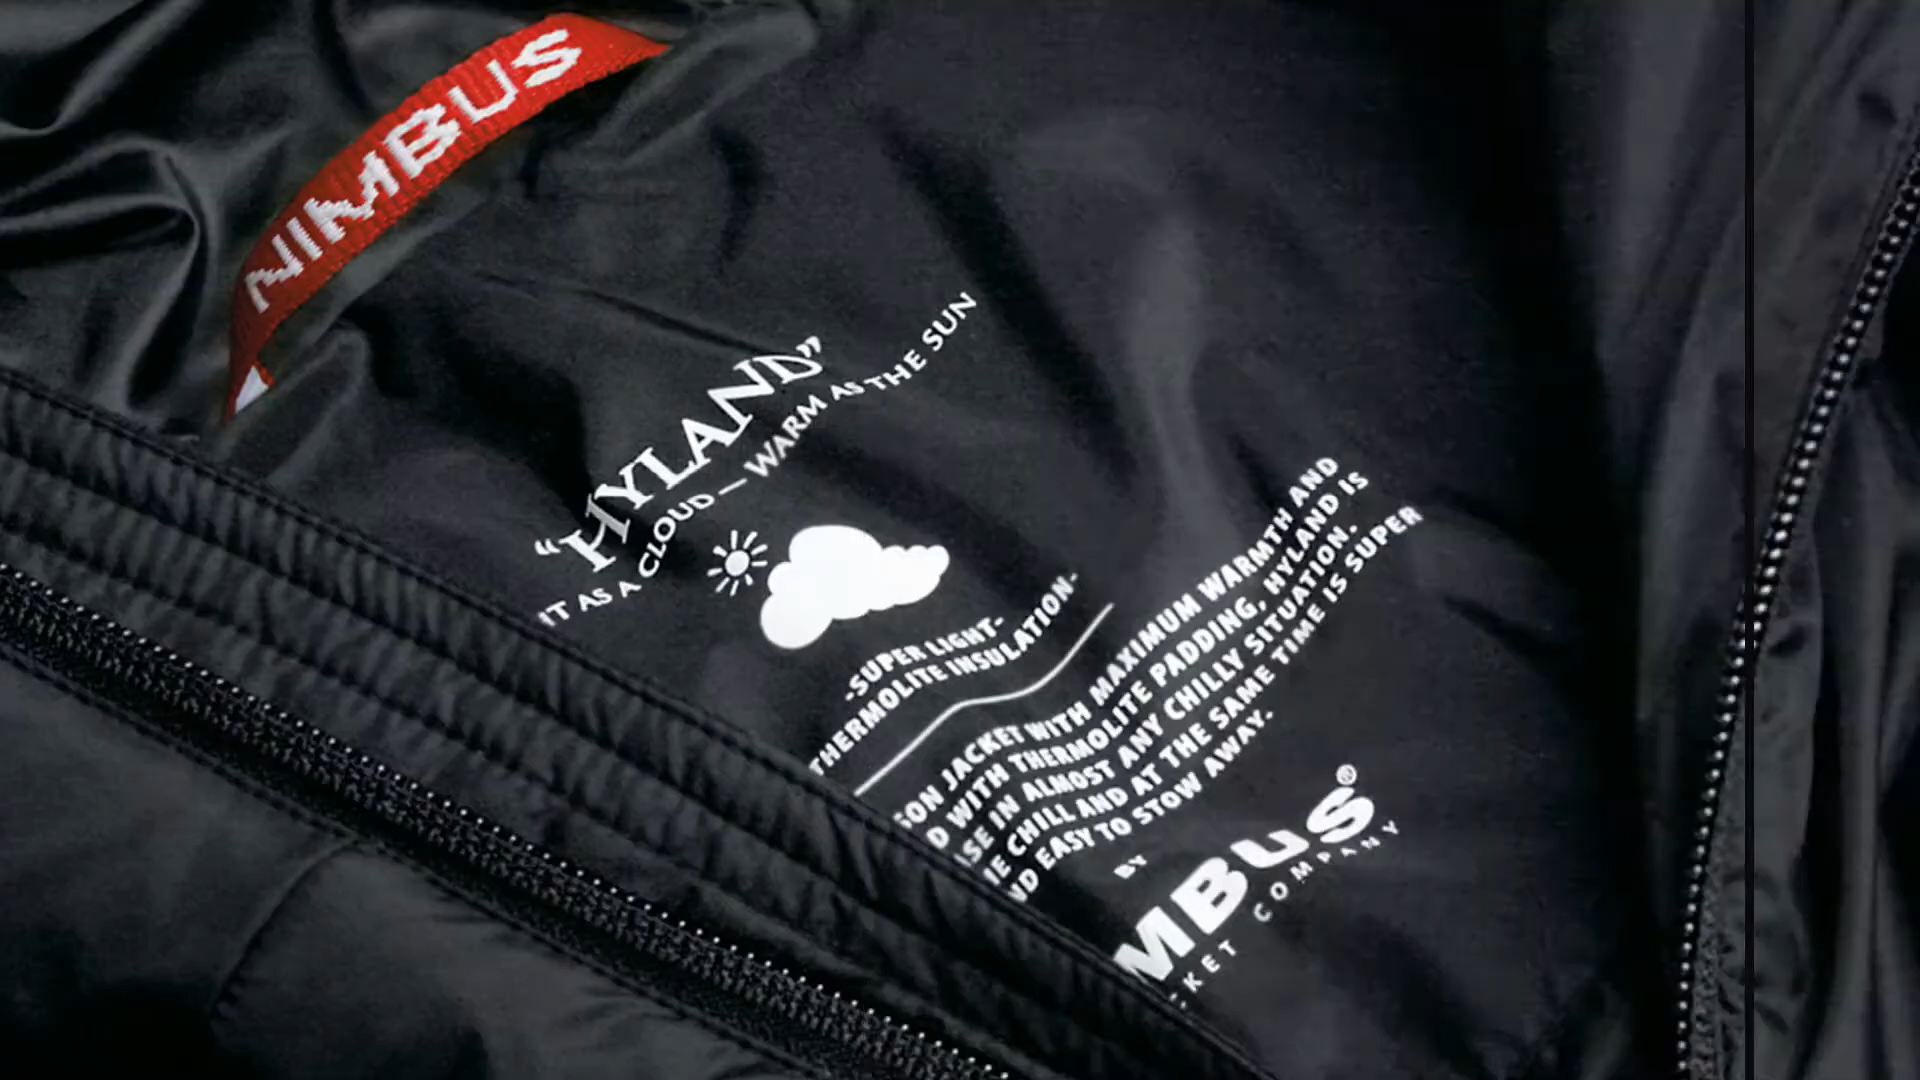 NIMBUS
“HYLAND”
AS A CLOUD — WARM AS THE SUN
-SUPER LIGHT-
THERMOLITE INSULATION-
JACKET WITH MAXIMUM WARMTH AND
WITH THERMOLITE PADDING, HYLAND IS
IN ALMOST ANY CHILLY SITUATION.
CHILL AND AT THE SAME TIME IS SUPER
EASY TO STOW AWAY.
BY
MBUS®
KET COMPANY